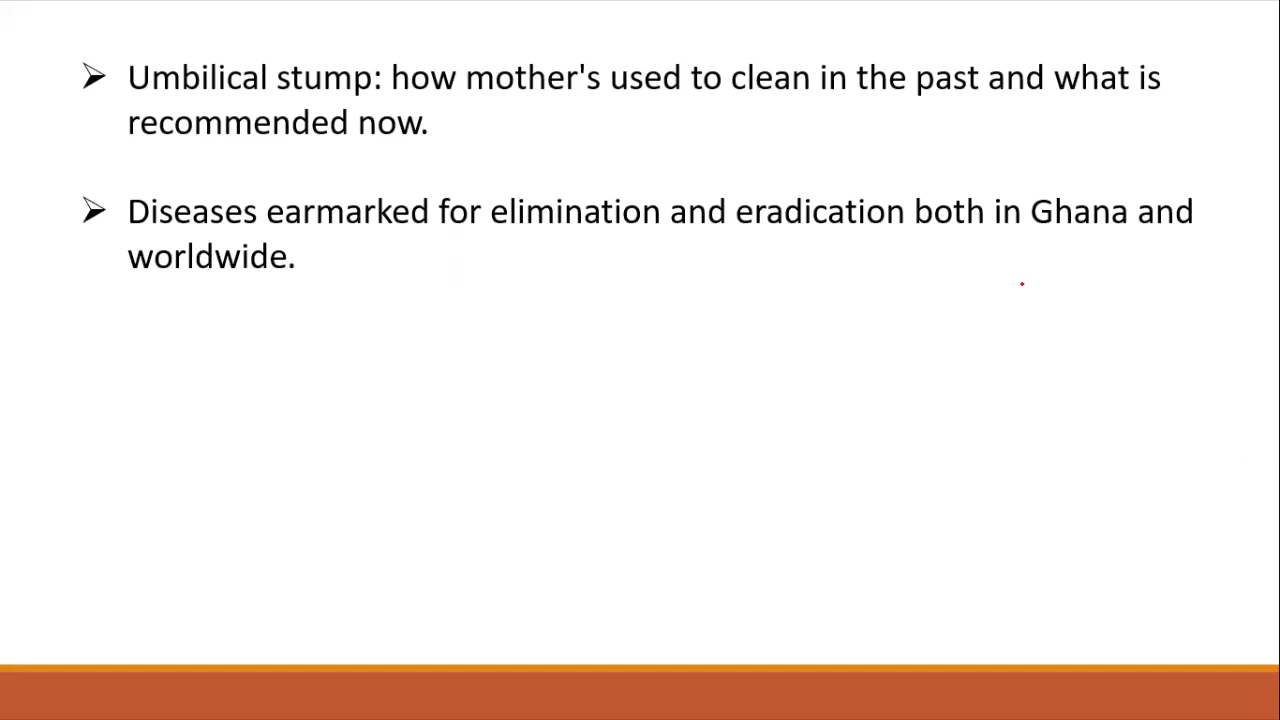 ➢ Umbilical stump: how mother's used to clean in the past and what is
recommended now.
➢ Diseases earmarked for elimination and eradication both in Ghana and
worldwide.